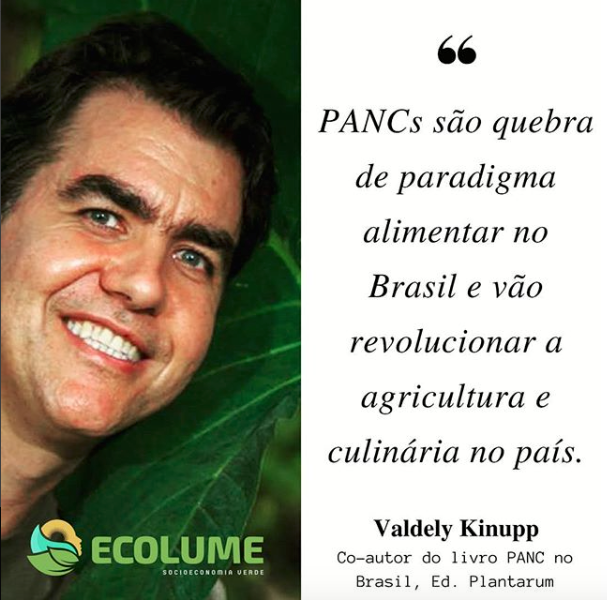 “
PANCs são quebra
de paradigma
alimentar no
Brasil e vão
revolucionar a
agricultura e
culinária no país.
Valdely Kinupp
Co-autor do livro PANC no
Brasil, Ed. Plantarum
ECOLUME
SOCIOECONOMIA VERDE